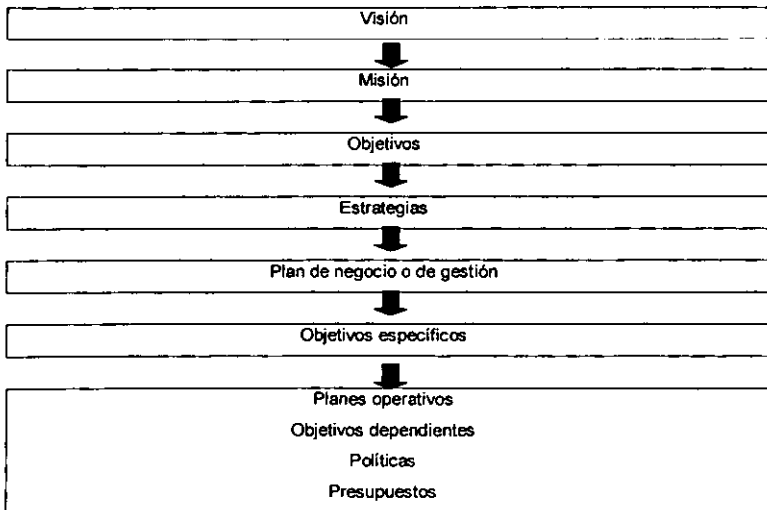 Visión
Misión
Objetivos
Estrategias
Plan de negocio o de gestión
Objetivos específicos
Planes operativos
Objetivos dependientes
Políticas
Presupuestos